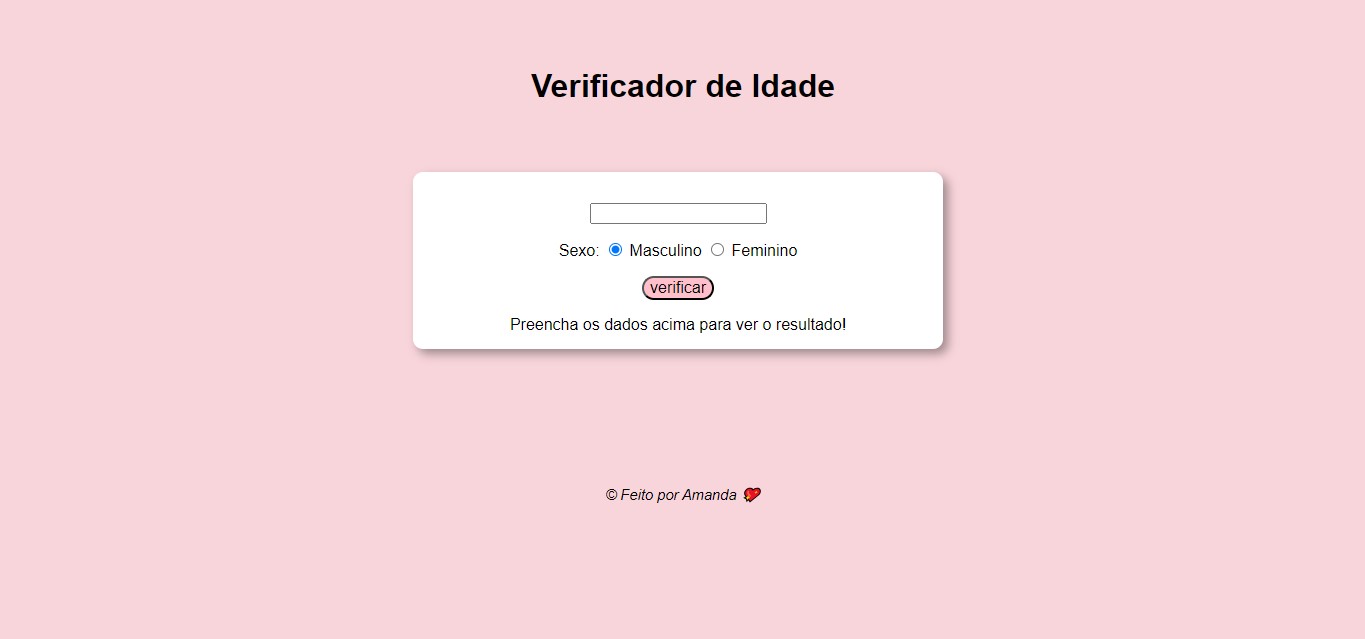 Verificador de Idade
Sexo: Masculino Feminino
verificar
Preencha os dados acima para ver o resultado!
© Feito por Amanda 💖